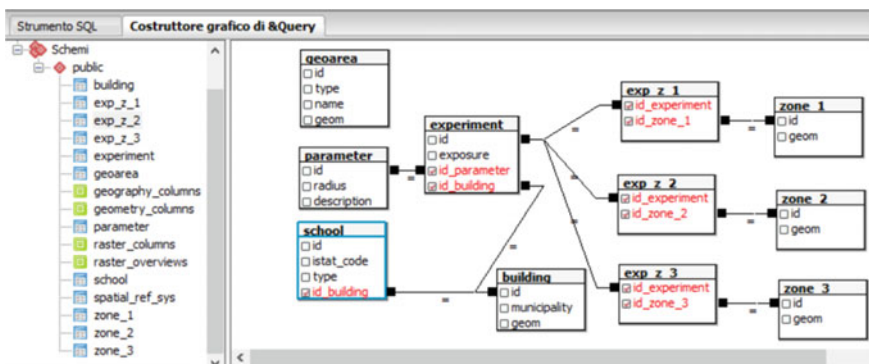 Strumento SQL
Costruttore grafico di &Query
Schemi
public
building
exp_z_1
exp_z_2
exp_z_3
experiment
geoarea
geography_columns
geometry_columns
parameter
raster_columns
raster_overviews
school
spatial_ref_sys
zone_1
zone_2
zone_3
geoarea
id
type
name
geom
parameter
id
radius
description
school
id
istat_code
type
id_building
experiment
id
exposure
id_parameter
id_building
building
id
municipality
geom
exp_z_1
id_experiment
id_zone_1
exp_z_2
id_experiment
id_zone_2
exp_z_3
id_experiment
id_zone_3
zone_1
id
geom
zone_2
id
geom
zone_3
id
geom
=
=
=
=
=
=
=
=
=